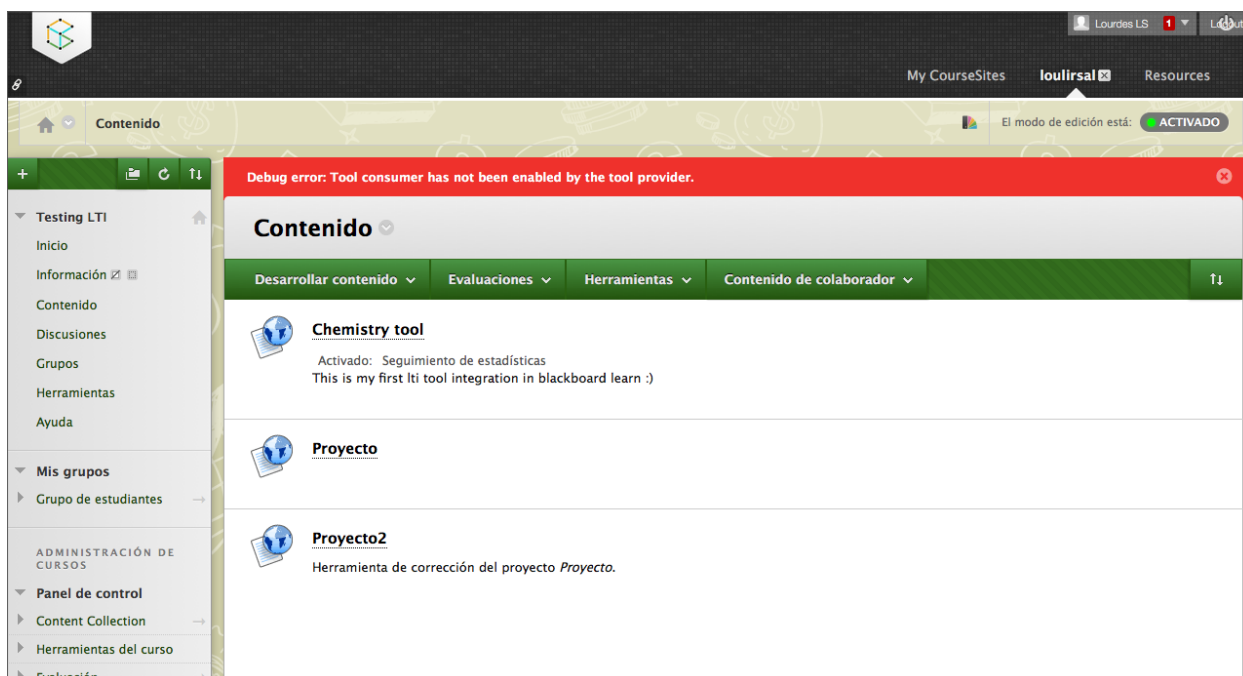 Lourdes LS 1 Logout
My CourseSites loulirsal Resources
Contenido El modo de edición está: ACTIVADO
Debug error: Tool consumer has not been enabled by the tool provider.
Testing LTI
Inicio
Información
Contenido
Discusiones
Grupos
Herramientas
Ayuda
Mis grupos
Grupo de estudiantes
ADMINISTRACIÓN DE
CURSOS
Panel de control
Content Collection
Herramientas del curso
Evaluación
Contenido
Desarrollar contenido Evaluaciones Herramientas Contenido de colaborador
Chemistry tool
Activado: Seguimiento de estadísticas
This is my first lti tool integration in blackboard learn :)
Proyecto
Proyecto2
Herramienta de corrección del proyecto Proyecto.